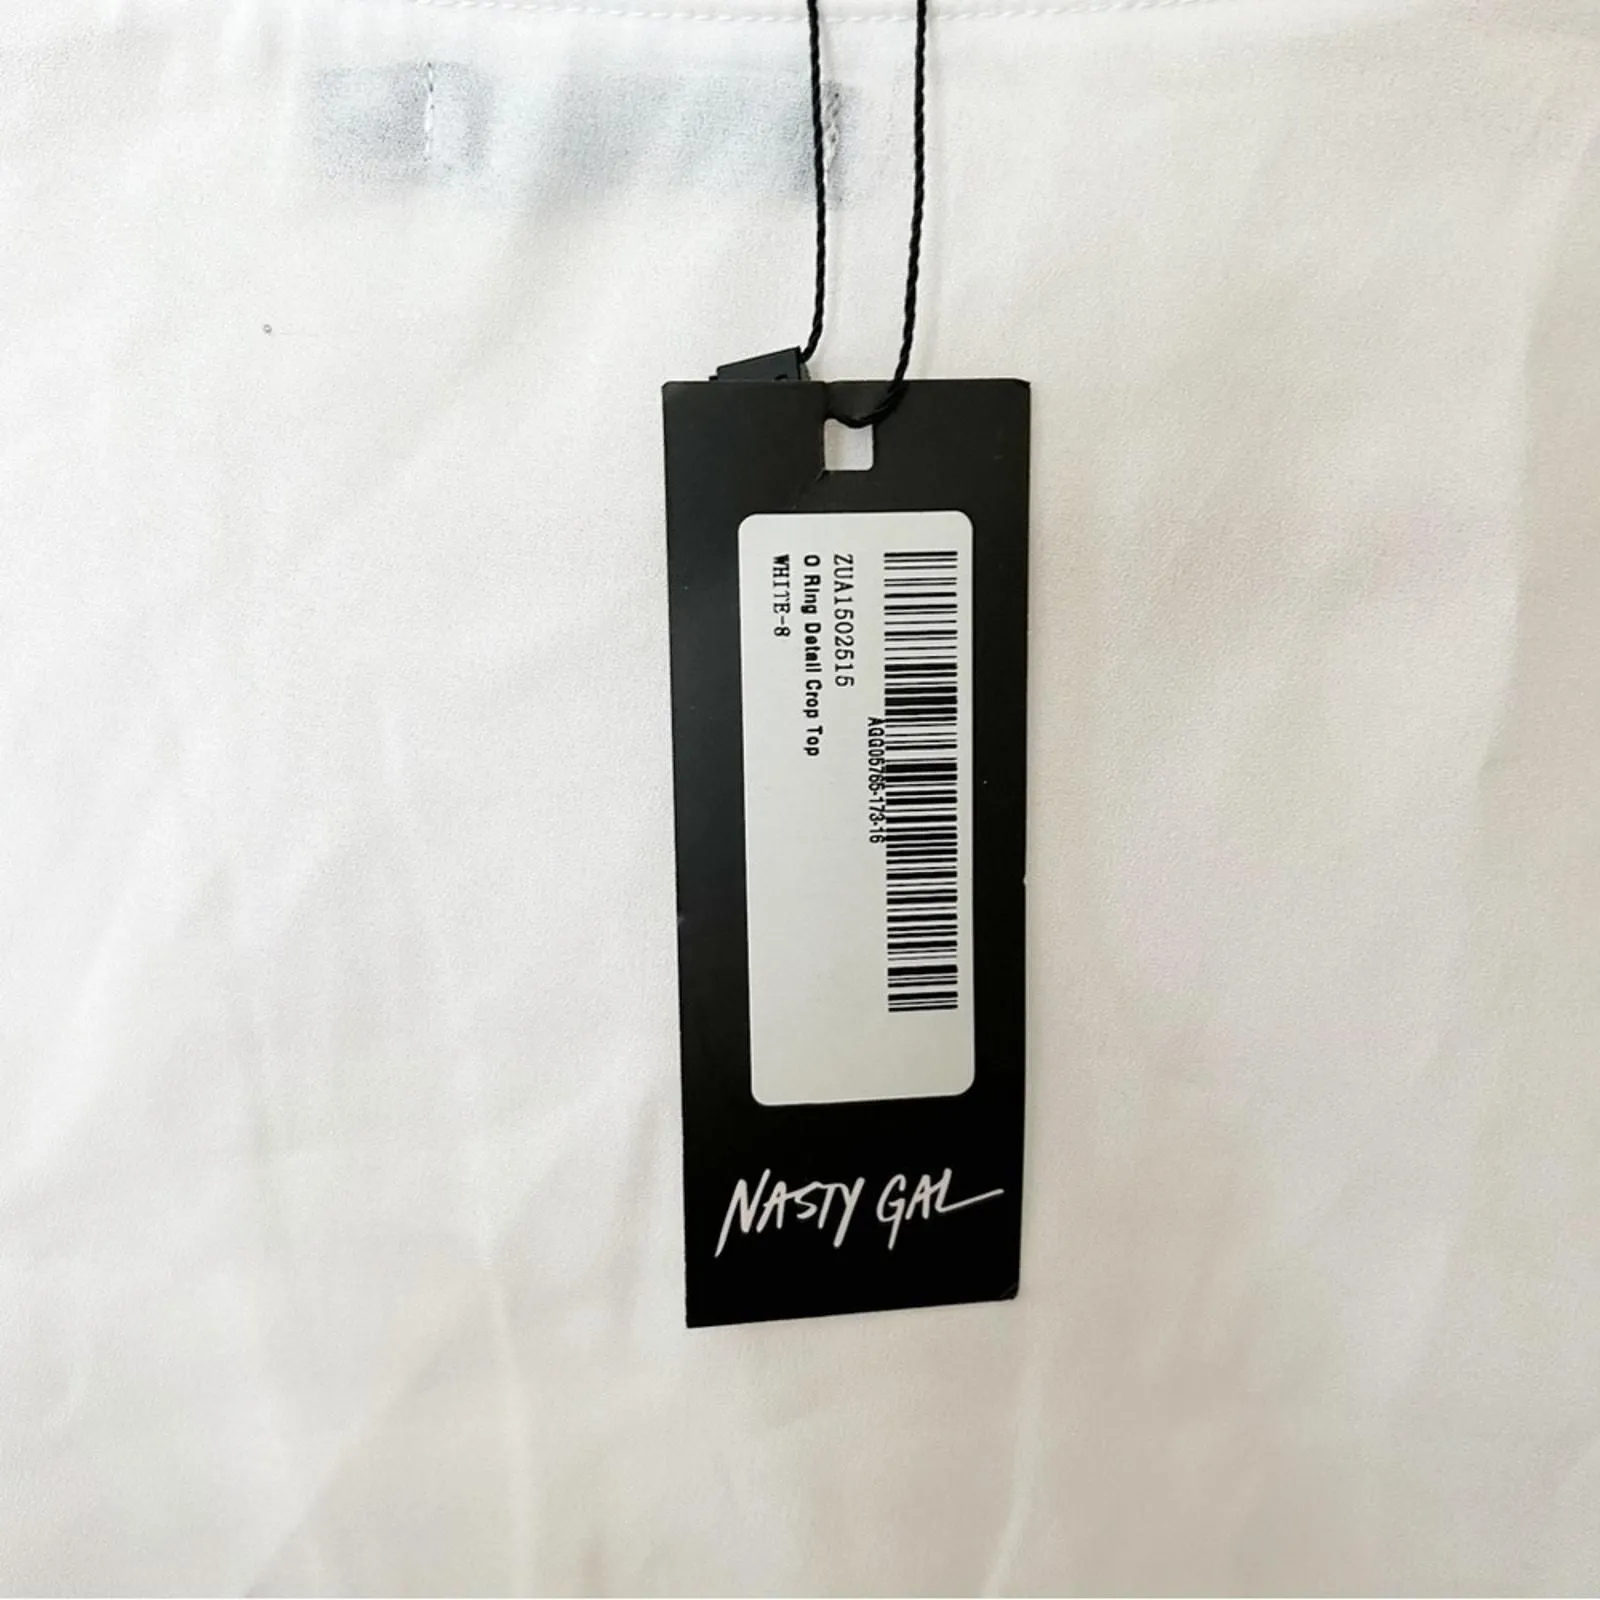 AGG05765-173-16
ZUA1502515
O Ring Detail Crop Top
WHITE-8
NASTY GAL